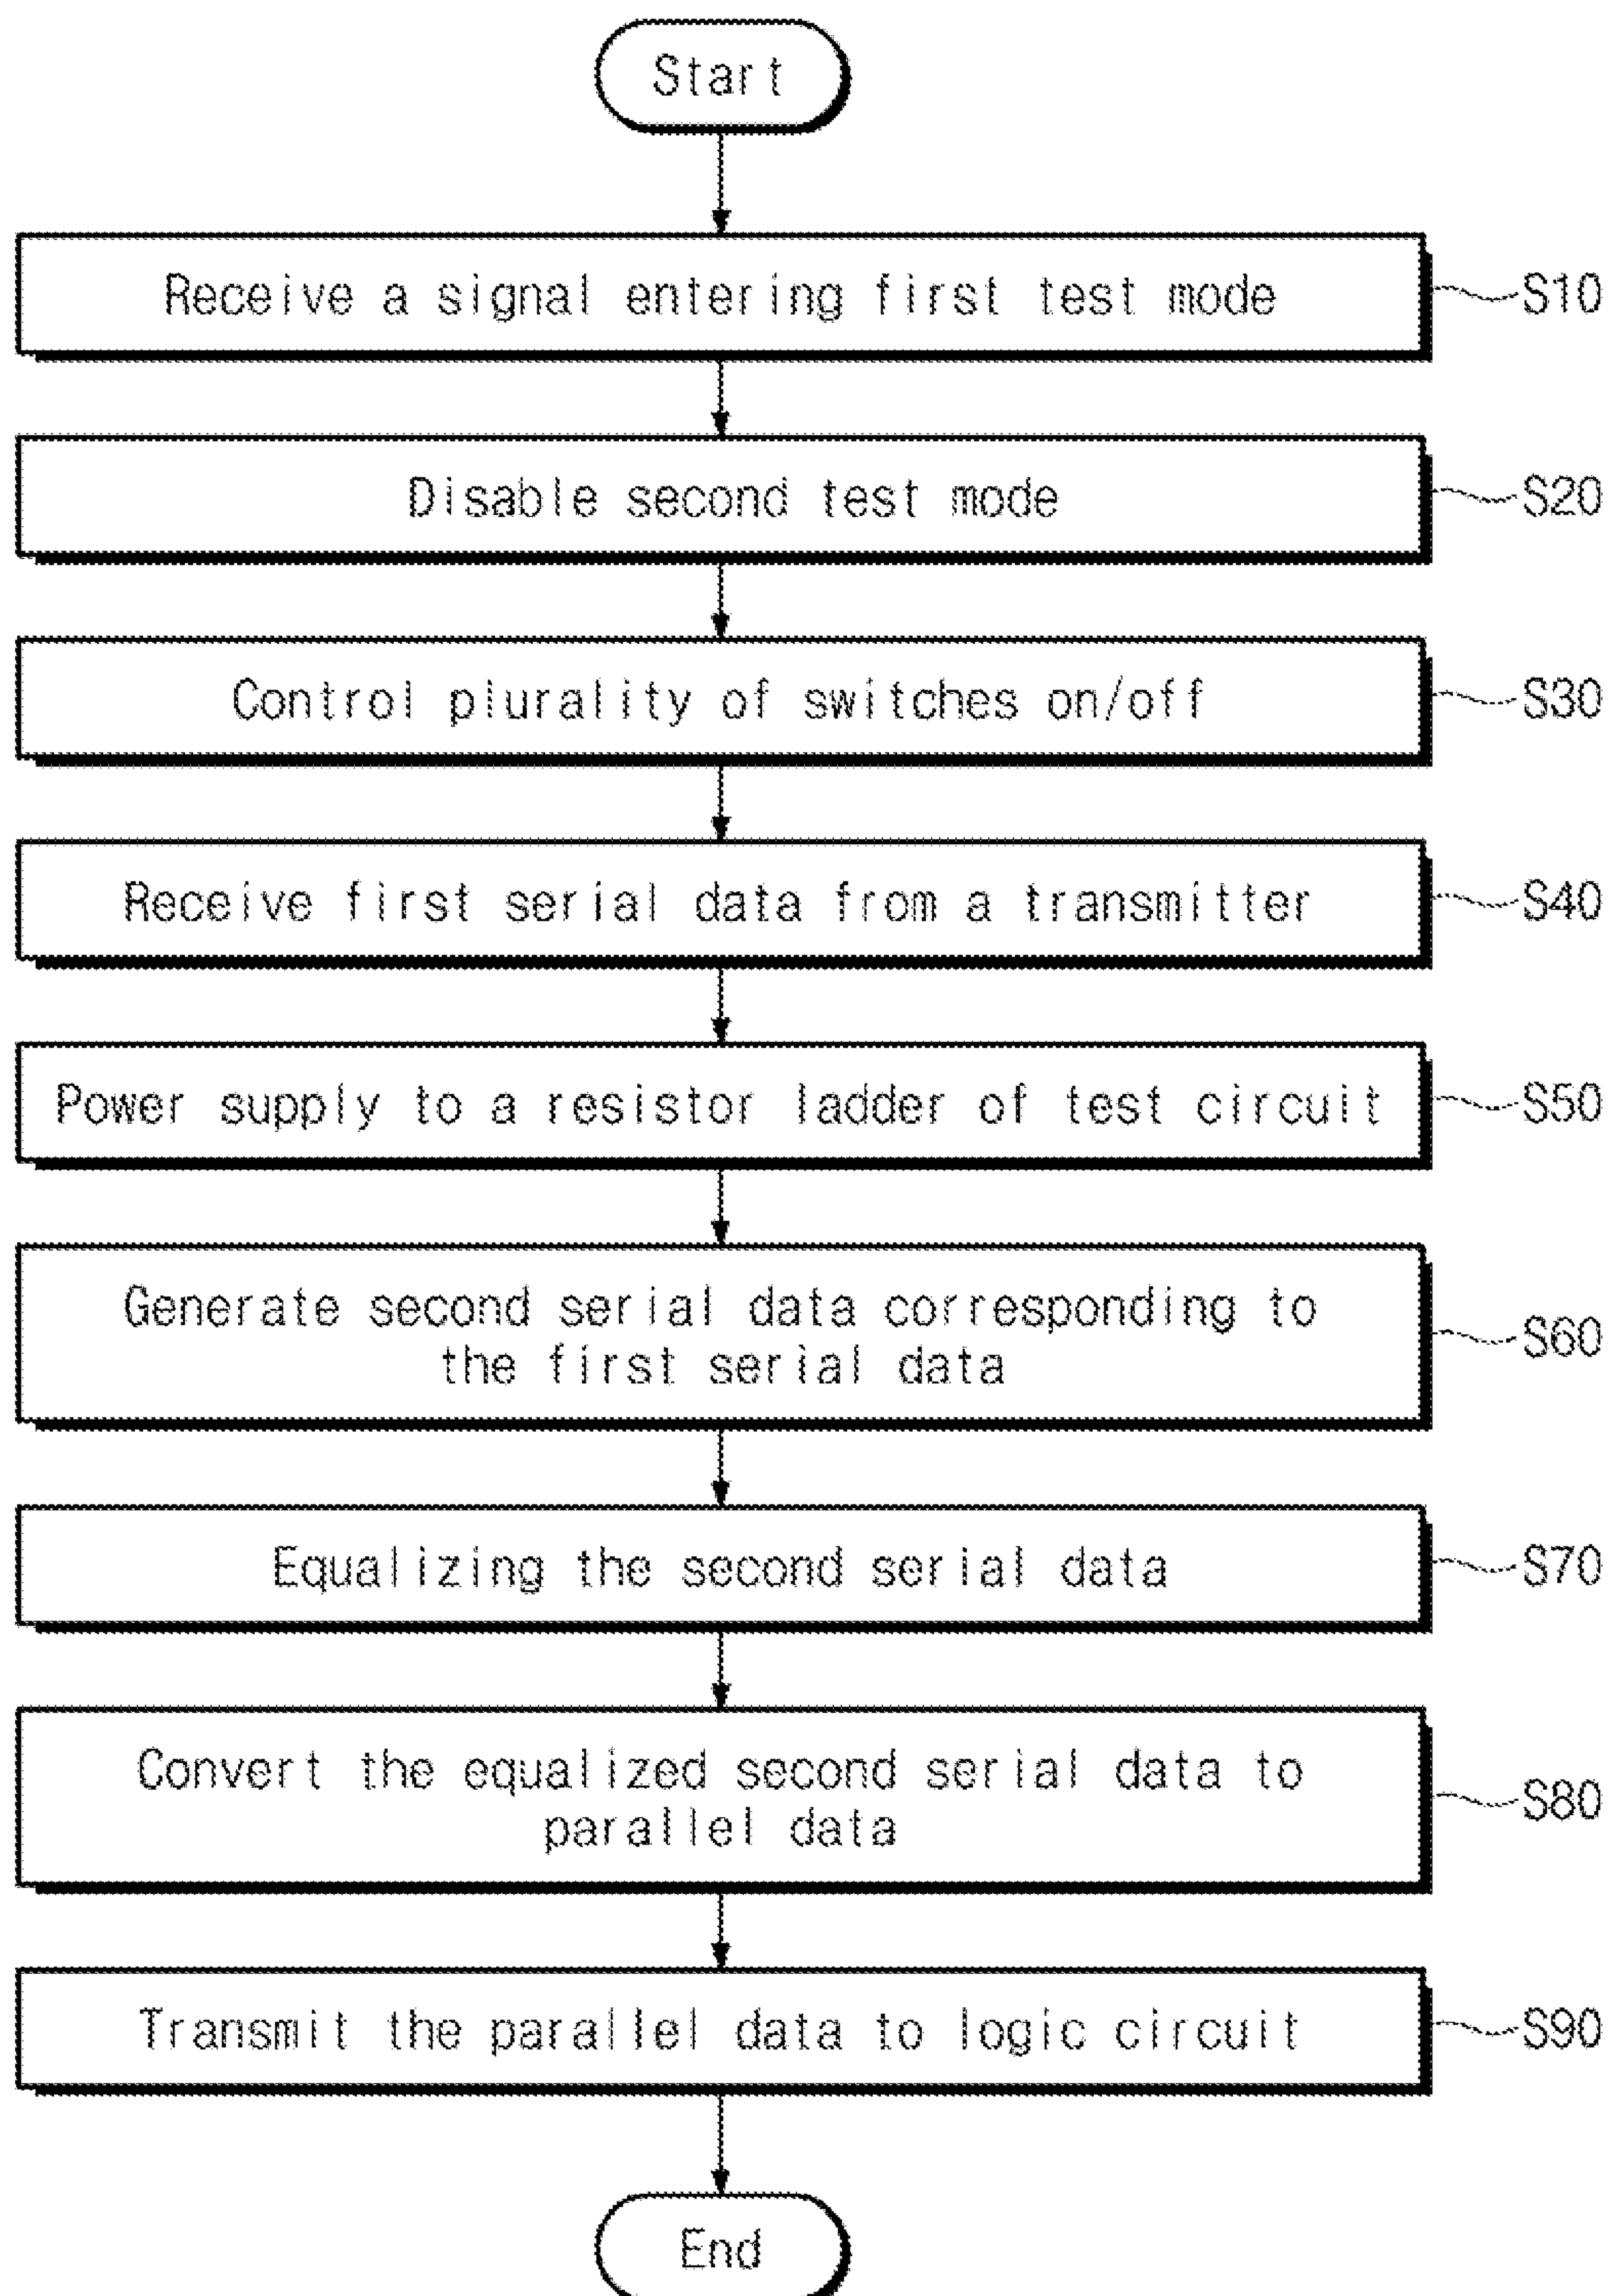 Start
Receive a signal entering first test mode
S10
Disable second test mode
S20
Control plurality of switches on/off
S30
Receive first serial data from a transmitter
S40
Power supply to a resistor ladder of test circuit
S50
Generate second serial data corresponding to
the first serial data
S60
Equalizing the second serial data
S70
Convert the equalized second serial data to
parallel data
S80
Transmit the parallel data to logic circuit
S90
End